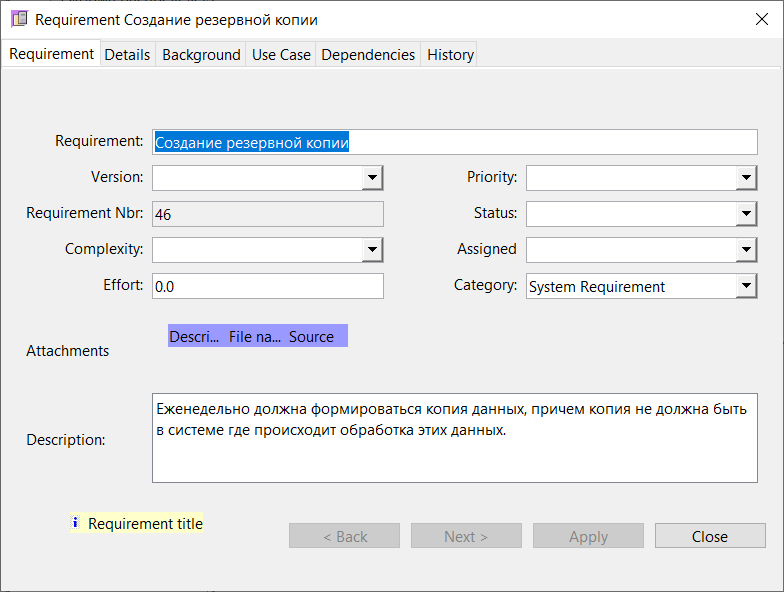 Requirement Создание резервной копии
Requirement Details Background Use Case Dependencies History
Requirement: Создание резервной копии
Version: Priority:
Requirement Nbr: 46 Status:
Complexity: Assigned
Effort: 0.0 Category: System Requirement
Descri... File na... Source
Attachments
Еженедельно должна формироваться копия данных, причем копия не должна быть
в системе где происходит обработка этих данных.
Description:
Requirement title
< Back Next > Apply Close